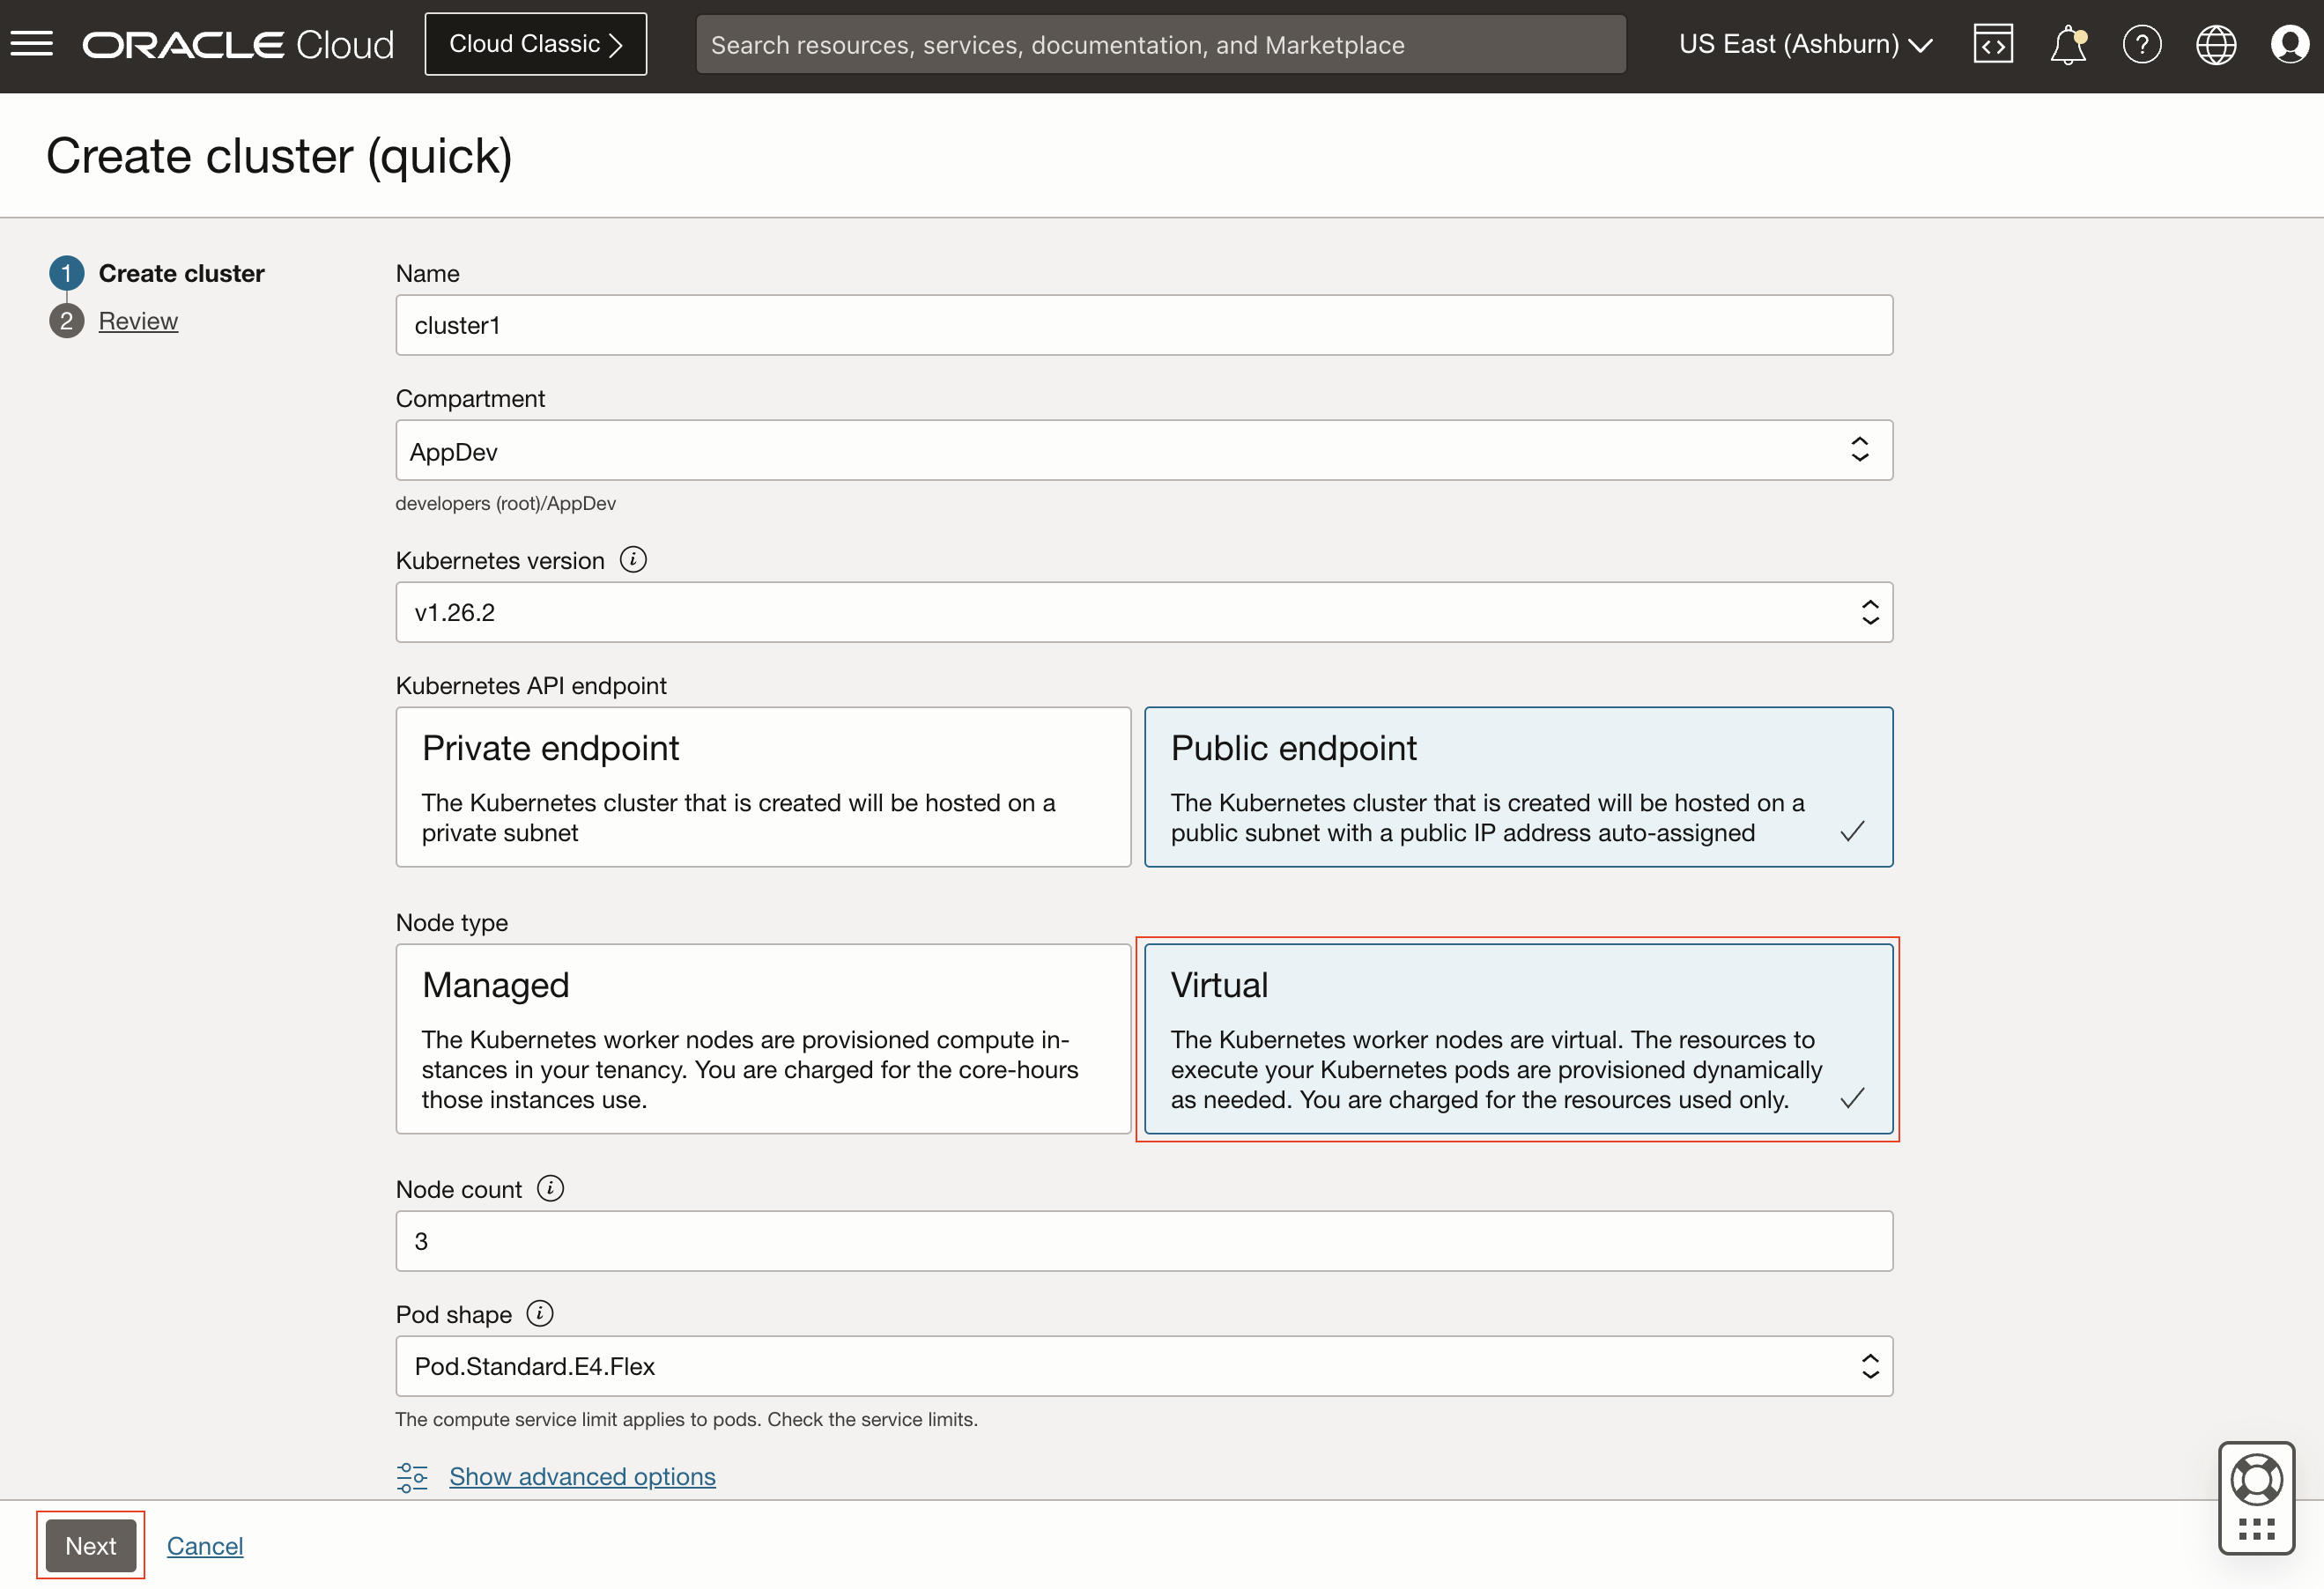 ORACLE Cloud
Cloud Classic
Search resources, services, documentation, and Marketplace
US East (Ashburn)
Create cluster (quick)
1 Create cluster
2 Review
Name
cluster1
Compartment
AppDev
developers (root)/AppDev
Kubernetes version i
v1.26.2
Kubernetes API endpoint
Private endpoint
The Kubernetes cluster that is created will be hosted on a
private subnet
Public endpoint
The Kubernetes cluster that is created will be hosted on a
public subnet with a public IP address auto-assigned
Node type
Managed
The Kubernetes worker nodes are provisioned compute in-
stances in your tenancy. You are charged for the core-hours
those instances use.
Virtual
The Kubernetes worker nodes are virtual. The resources to
execute your Kubernetes pods are provisioned dynamically
as needed. You are charged for the resources used only.
Node count i
3
Pod shape i
Pod.Standard.E4.Flex
The compute service limit applies to pods. Check the service limits.
Show advanced options
Next
Cancel